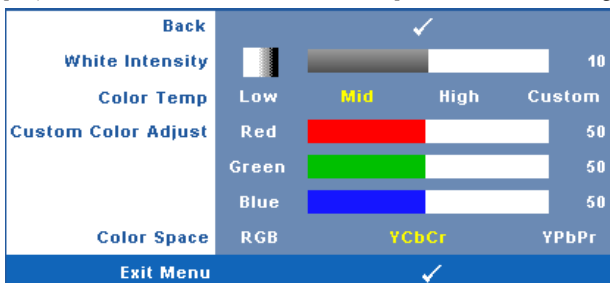 Back
White Intensity 10
Color Temp Low Mid High Custom
Custom Color Adjust Red 50
Green 50
Blue 50
Color Space RGB YCbCr YPbPr
Exit Menu